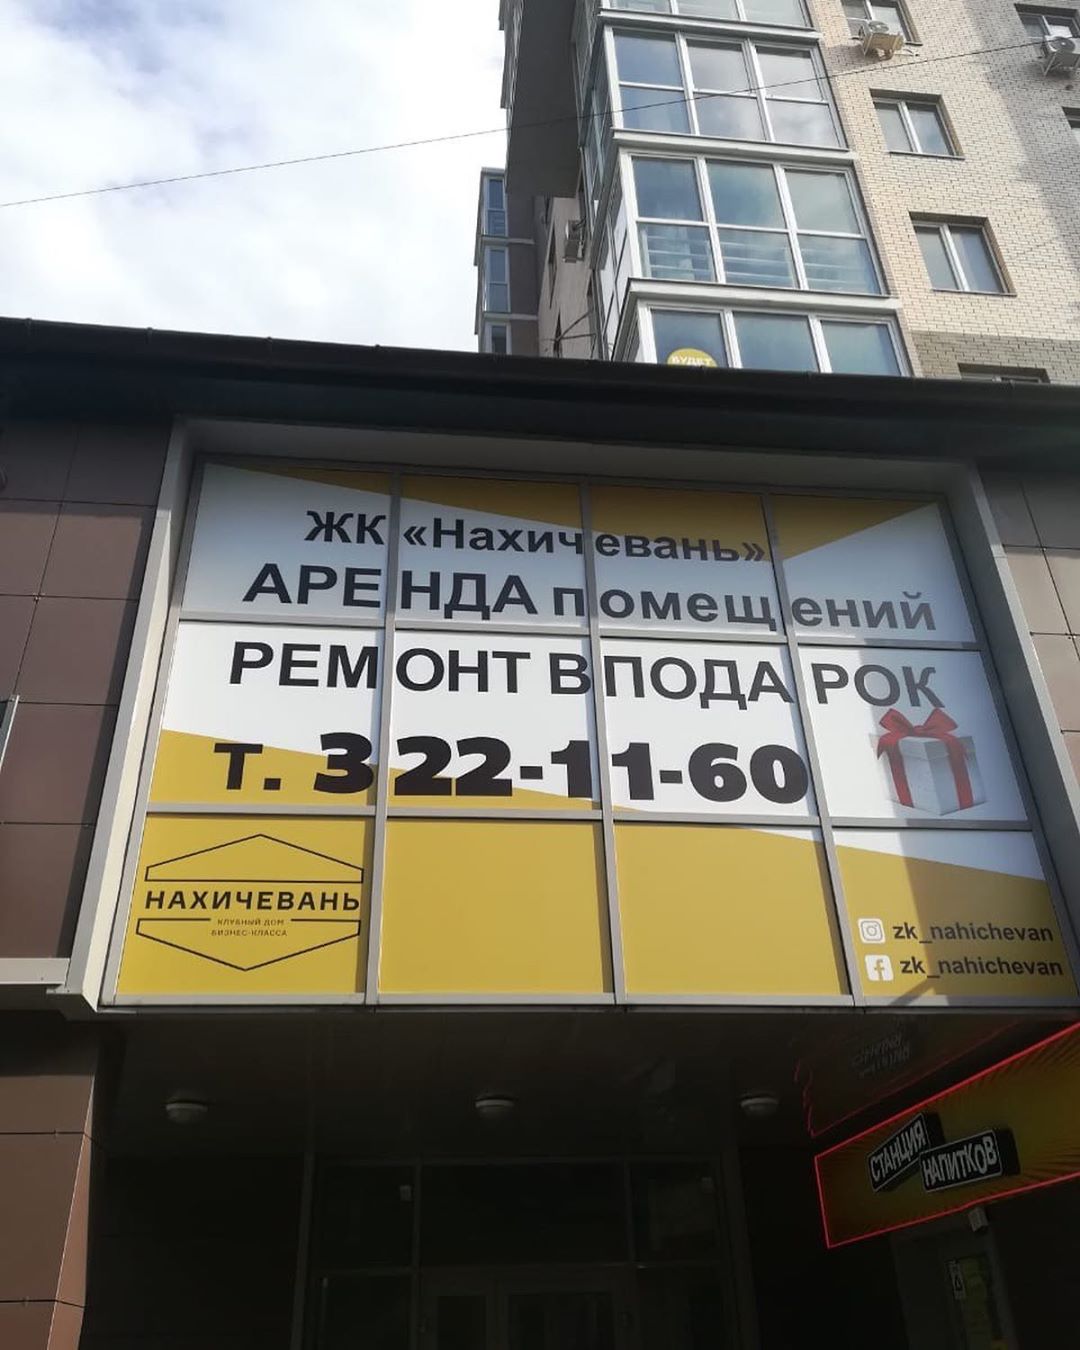 БУДЕТ
ЖК «Нахичевань»
АРЕНДА помещений
РЕМОНТ В ПОДАРОК
Т. 322-11-60
НАХИЧЕВАНЬ
КЛУБНЫЙ ДОМ
БИЗНЕС-КЛАССА
zk_nahichevan
zk_nahichevan
СТАНЦИЯ
НАПИТКОВ